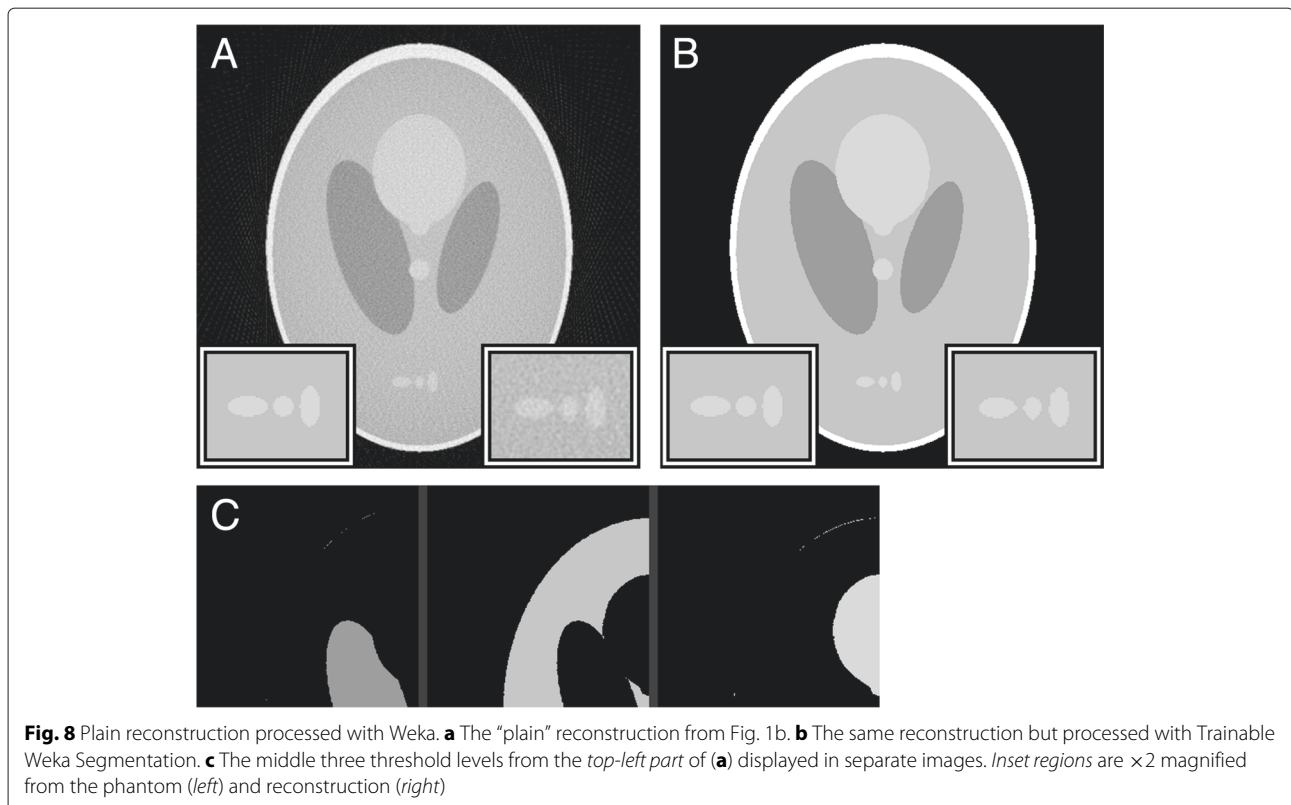 A
B
C
Fig. 8 Plain reconstruction processed with Weka. a The “plain” reconstruction from Fig. 1b. b The same reconstruction but processed with Trainable
Weka Segmentation. c The middle three threshold levels from the top-left part of (a) displayed in separate images. Inset regions are ×2 magnified
from the phantom (left) and reconstruction (right)